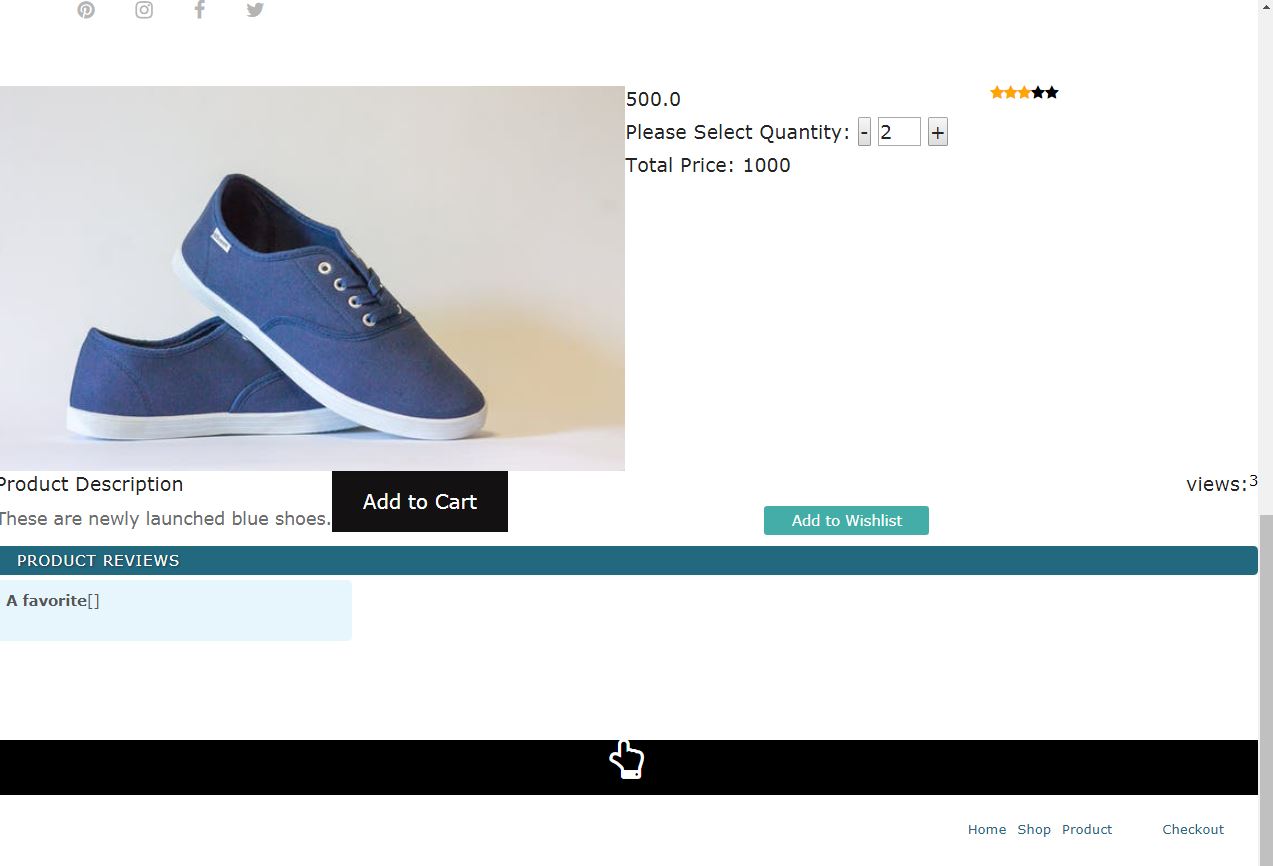 500.0
Please Select Quantity: - 2 +
Total Price: 1000
Product Description
views:3
These are newly launched blue shoes.
Add to Cart
Add to Wishlist
PRODUCT REVIEWS
A favorite[]
Home Shop Product Checkout